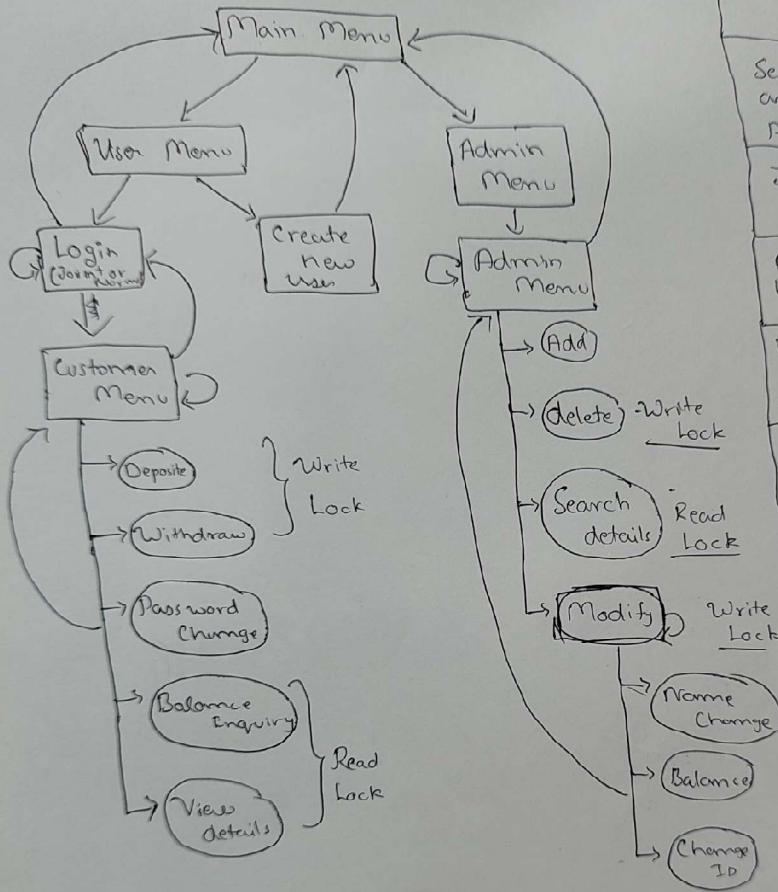 Main Menu
User Menu
Admin
Menu
Login
(Joint or
Create
new
User
Admin
Menu
Customer
Menu
Add
delete - Write
Lock
Deposite
Write
Lock
Withdraw
Search
details
Read
Lock
Password
Change
Modify
Write
Lock
Balance
Enquiry
Name
Change
Read
Lock
Balance
View
details
Change
ID
Se